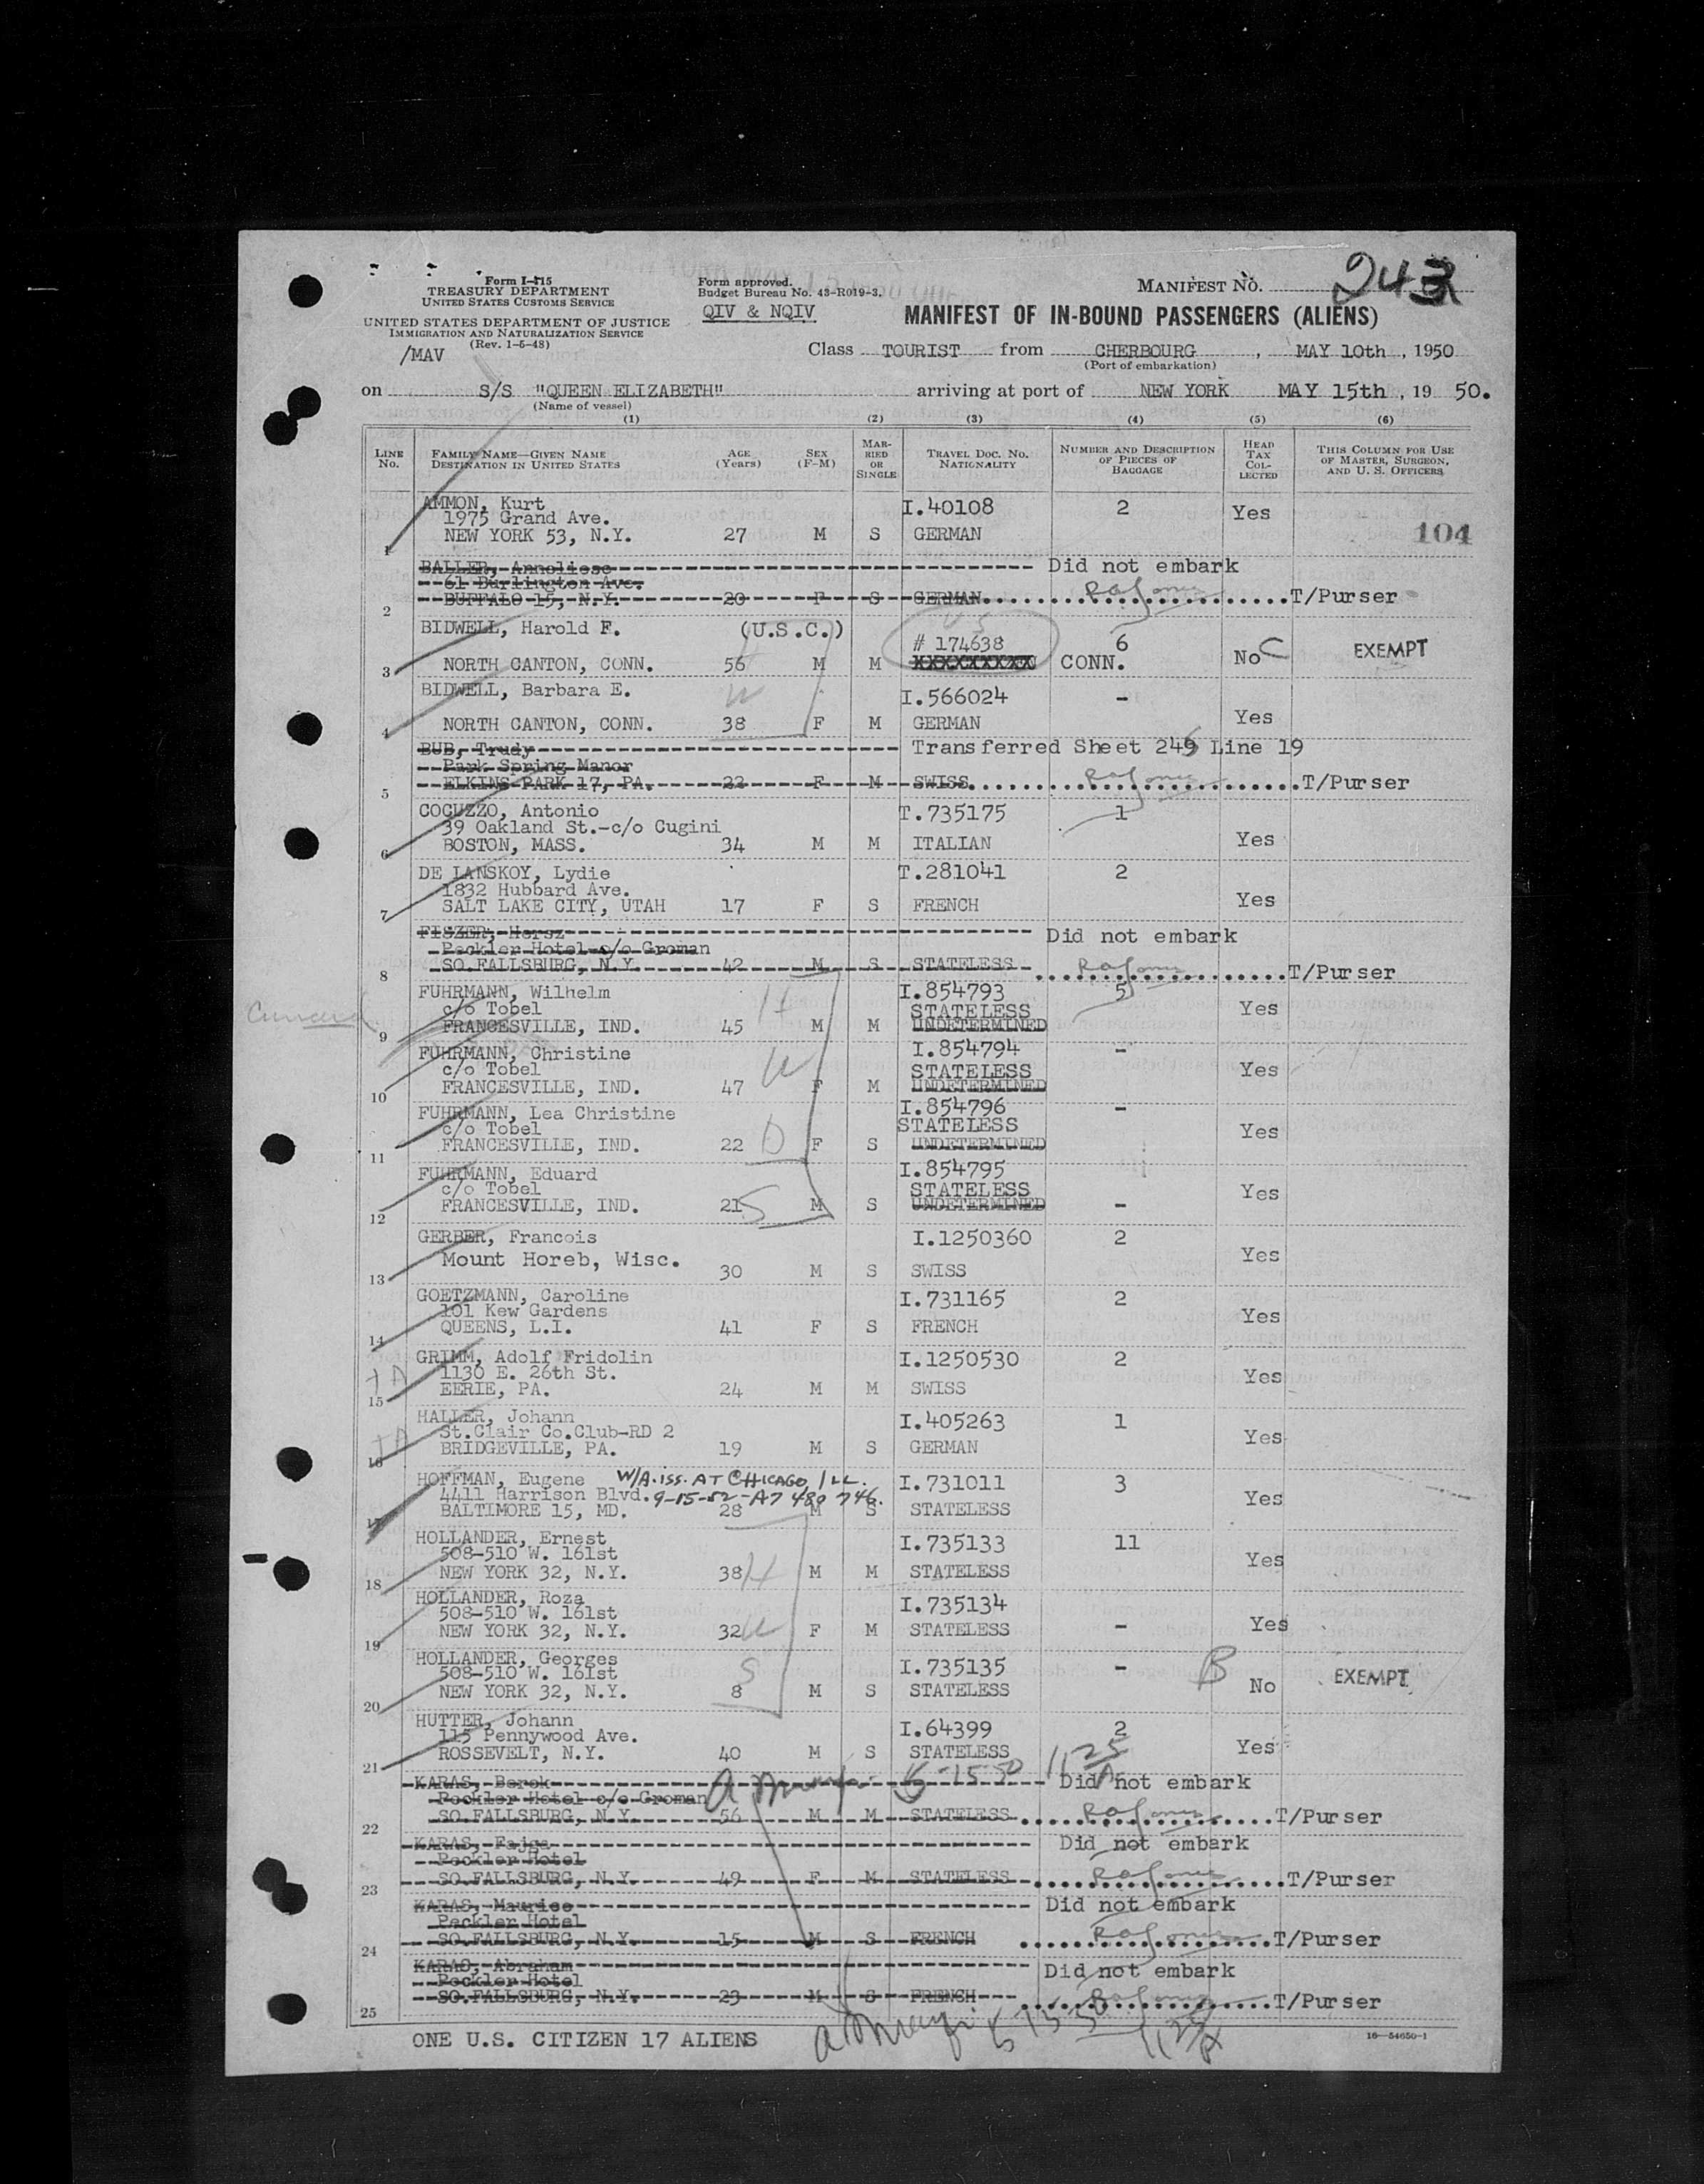 Form I-415
TREASURY DEPARTMENT
UNITED STATES CUSTOMS SERVICE
UNITED STATES DEPARTMENT OF JUSTICE
IMMIGRATION AND NATURALIZATION SERVICE
(Rev. 1-5-48)
/MAV
Form approved.
Budget Bureau No. 43-R019-3.
QIV & NQIV
MANIFEST NO. 243
MANIFEST OF IN-BOUND PASSENGERS (ALIENS)
Class TOURIST from CHERBOURG, MAY 10th, 1950
(Port of embarkation)
on S/S "QUEEN ELIZABETH" arriving at port of NEW YORK MAY 15th, 19 50.
(Name of vessel)
(1) (2) (3) (4) (5) (6)
LINE NO. FAMILY NAME—GIVEN NAME DESTINATION IN UNITED STATES AGE (Years) SEX (F-M) MARRIED OR SINGLE TRAVEL DOC. NO. NATIONALITY NUMBER AND DESCRIPTION OF PIECES OF BAGGAGE HEAD TAX COLLECTED THIS COLUMN FOR USE OF MASTER, SURGEON, AND U. S. OFFICERS
AMMON, Kurt I.40108 2 Yes
1975 Grand Ave.
1 NEW YORK 53, N.Y. 27 M S GERMAN 104
BALLER, Anneliese Did not embark
61 Burlington Ave.
2 BUFFALO 15, N.Y. 20 F S GERMAN T/Purser
BIDWELL, Harold F. (U.S.C.) # 174638 6 EXEMPT
3 NORTH CANTON, CONN. 56 M M XXXXXXXXX CONN. No C
BIDWELL, Barbara E. W I.566024 -
4 NORTH CANTON, CONN. 38 F M GERMAN Yes
BUB, Trudy Transferred Sheet 246 Line 19
Park Spring Manor
5 ELKINS PARK 17, PA. 22 F M SWISS T/Purser
COCUZZO, Antonio T.735175 1
39 Oakland St.-c/o Cugini
6 BOSTON, MASS. 34 M M ITALIAN Yes
DE LANSKOY, Lydie T.281041 2
1832 Hubbard Ave.
7 SALT LAKE CITY, UTAH 17 F S FRENCH Yes
FISZER, Hersz Did not embark
Peckler Hotel c/o Groman
8 SO.FALLSBURG, N.Y. 42 M S STATELESS T/Purser
FUHRMANN, Wilhelm H I.854793 5
c/o Tobel STATELESS Yes
9 FRANCESVILLE, IND. 45 M M UNDETERMINED
FUHRMANN, Christine W I.854794 -
c/o Tobel STATELESS Yes
10 FRANCESVILLE, IND. 47 F M UNDETERMINED
FUHRMANN, Lea Christine I.854796 -
c/o Tobel STATELESS Yes
11 FRANCESVILLE, IND. 22 D F S UNDETERMINED
FUHRMANN, Eduard I.854795
c/o Tobel STATELESS Yes
12 FRANCESVILLE, IND. 21 S M S UNDETERMINED -
GERBER, Francois I.1250360 2
Mount Horeb, Wisc. Yes
13 30 M S SWISS
GOETZMANN, Caroline I.731165 2
101 Kew Gardens Yes
14 QUEENS, L.I. 41 F S FRENCH
GRIMM, Adolf Fridolin I.1250530 2
1130 E. 26th St. Yes
15 EERIE, PA. 24 M M SWISS
HALLER, Johann I.405263 1
St.Clair Co.Club-RD 2 Yes
16 BRIDGEVILLE, PA. 19 M S GERMAN
HOFFMAN, Eugene W/A.ISS. AT CHICAGO ILL. I.731011 3
4411 Harrison Blvd. 9-15-52-A7 480 746. Yes
17 BALTIMORE 15, MD. 28 M S STATELESS
HOLLANDER, Ernest I.735133 11
508-510 W. 161st Yes
18 NEW YORK 32, N.Y. 38 H M M STATELESS
HOLLANDER, Roza I.735134
508-510 W. 161st Yes
19 NEW YORK 32, N.Y. 32 W F M STATELESS -
HOLLANDER, Georges S I.735135 - B EXEMPT
508-510 W. 161st No
20 NEW YORK 32, N.Y. 8 M S STATELESS
HUTTER, Johann I.64399 2
115 Pennywood Ave. Yes
21 ROSSEVELT, N.Y. 40 M S STATELESS
KARAS, Berek 5-15-50 1125 A Did not embark
Peckler Hotel c/o Groman
22 SO.FALLSBURG, N.Y. 56 M M STATELESS T/Purser
KARAS, Fajga Did not embark
Peckler Hotel
23 SO.FALLSBURG, N.Y. 49 F M STATELESS T/Purser
KARAS, Maurice Did not embark
Peckler Hotel
24 SO.FALLSBURG, N.Y. 15 M S FRENCH T/Purser
KARAS, Abraham Did not embark
Peckler Hotel
25 SO.FALLSBURG, N.Y. 23 M S FRENCH T/Purser
ONE U.S. CITIZEN 17 ALIENS 5 15 50 1125 A
16—54650-1